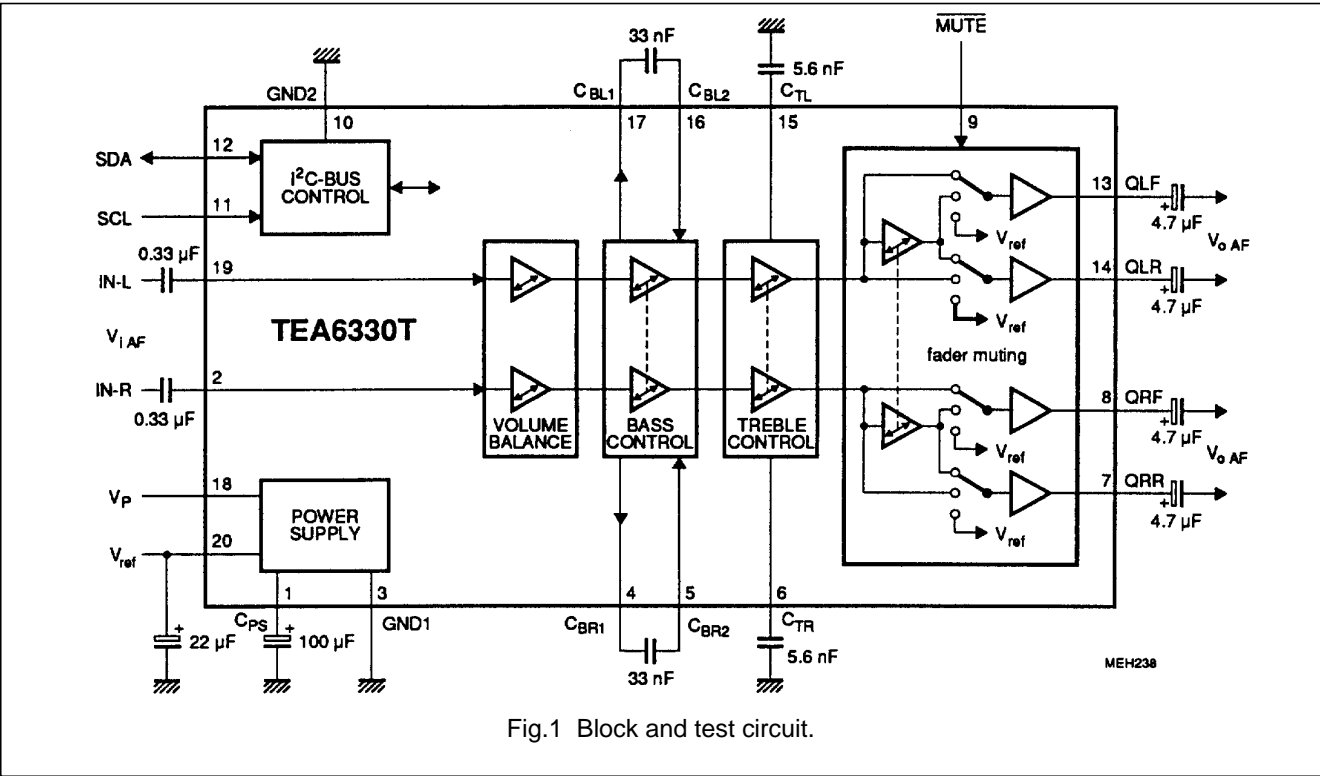 MUTE
33 nF
5.6 nF
GND2
C BL1
C BL2
C TL
10
17
16
15
9
SDA
12
I²C-BUS
CONTROL
SCL
11
0.33 µF
IN-L
19
TEA6330T
V i AF
IN-R
2
0.33 µF
VOLUME
BALANCE
BASS
CONTROL
TREBLE
CONTROL
13
QLF
+
4.7 µF
V ref
V o AF
14
QLR
+
4.7 µF
V ref
fader muting
8
QRF
+
4.7 µF
V ref
V o AF
7
QRR
+
4.7 µF
V ref
V P
18
POWER
SUPPLY
V ref
20
1
3
4
5
6
C PS
GND1
C BR1
C BR2
C TR
+
22 µF
+
100 µF
33 nF
5.6 nF
MEH238
Fig.1 Block and test circuit.